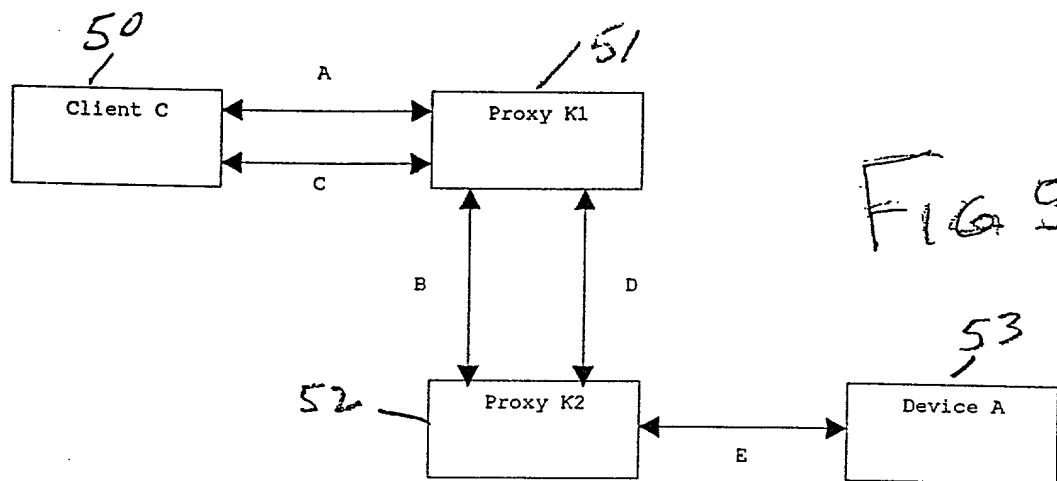 50
51
A
Client C
Proxy K1
C
FIG 5
B
D
53
52
Proxy K2
Device A
E